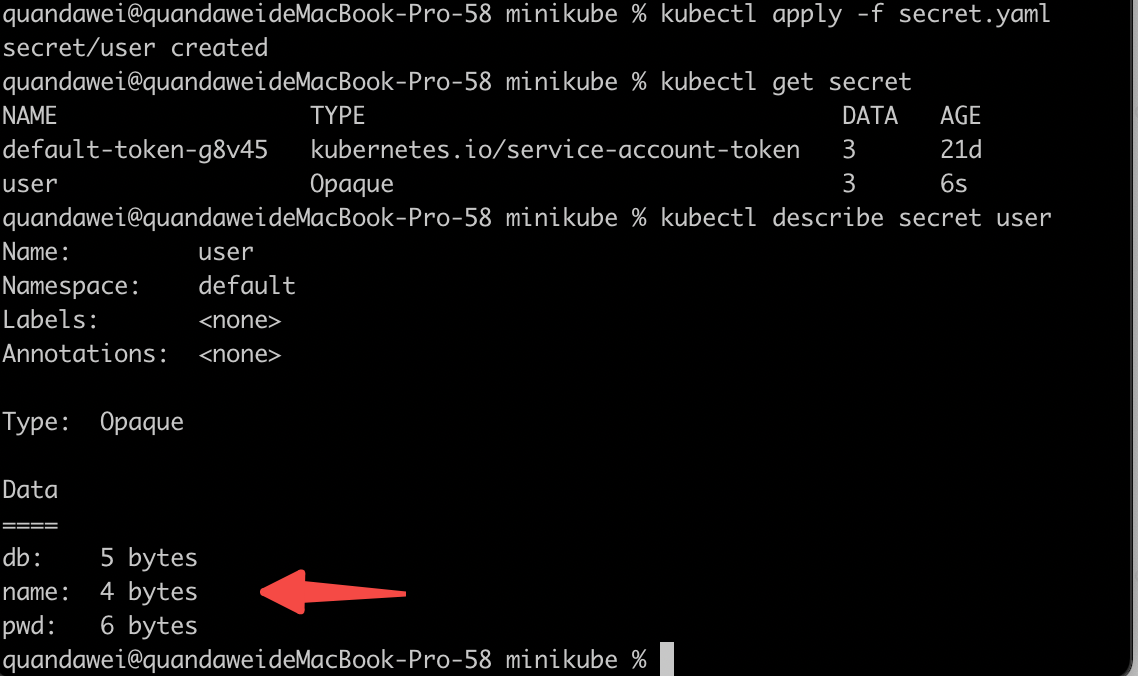 quandawei@quandaweideMacBook-Pro-58 minikube % kubectl apply -f secret.yaml
secret/user created
quandawei@quandaweideMacBook-Pro-58 minikube % kubectl get secret
NAME                  TYPE                                  DATA   AGE
default-token-g8v45   kubernetes.io/service-account-token   3      21d
user                  Opaque                                3      6s
quandawei@quandaweideMacBook-Pro-58 minikube % kubectl describe secret user
Name:         user
Namespace:    default
Labels:       <none>
Annotations:  <none>

Type:  Opaque

Data
====
db:    5 bytes
name:  4 bytes
pwd:   6 bytes
quandawei@quandaweideMacBook-Pro-58 minikube %